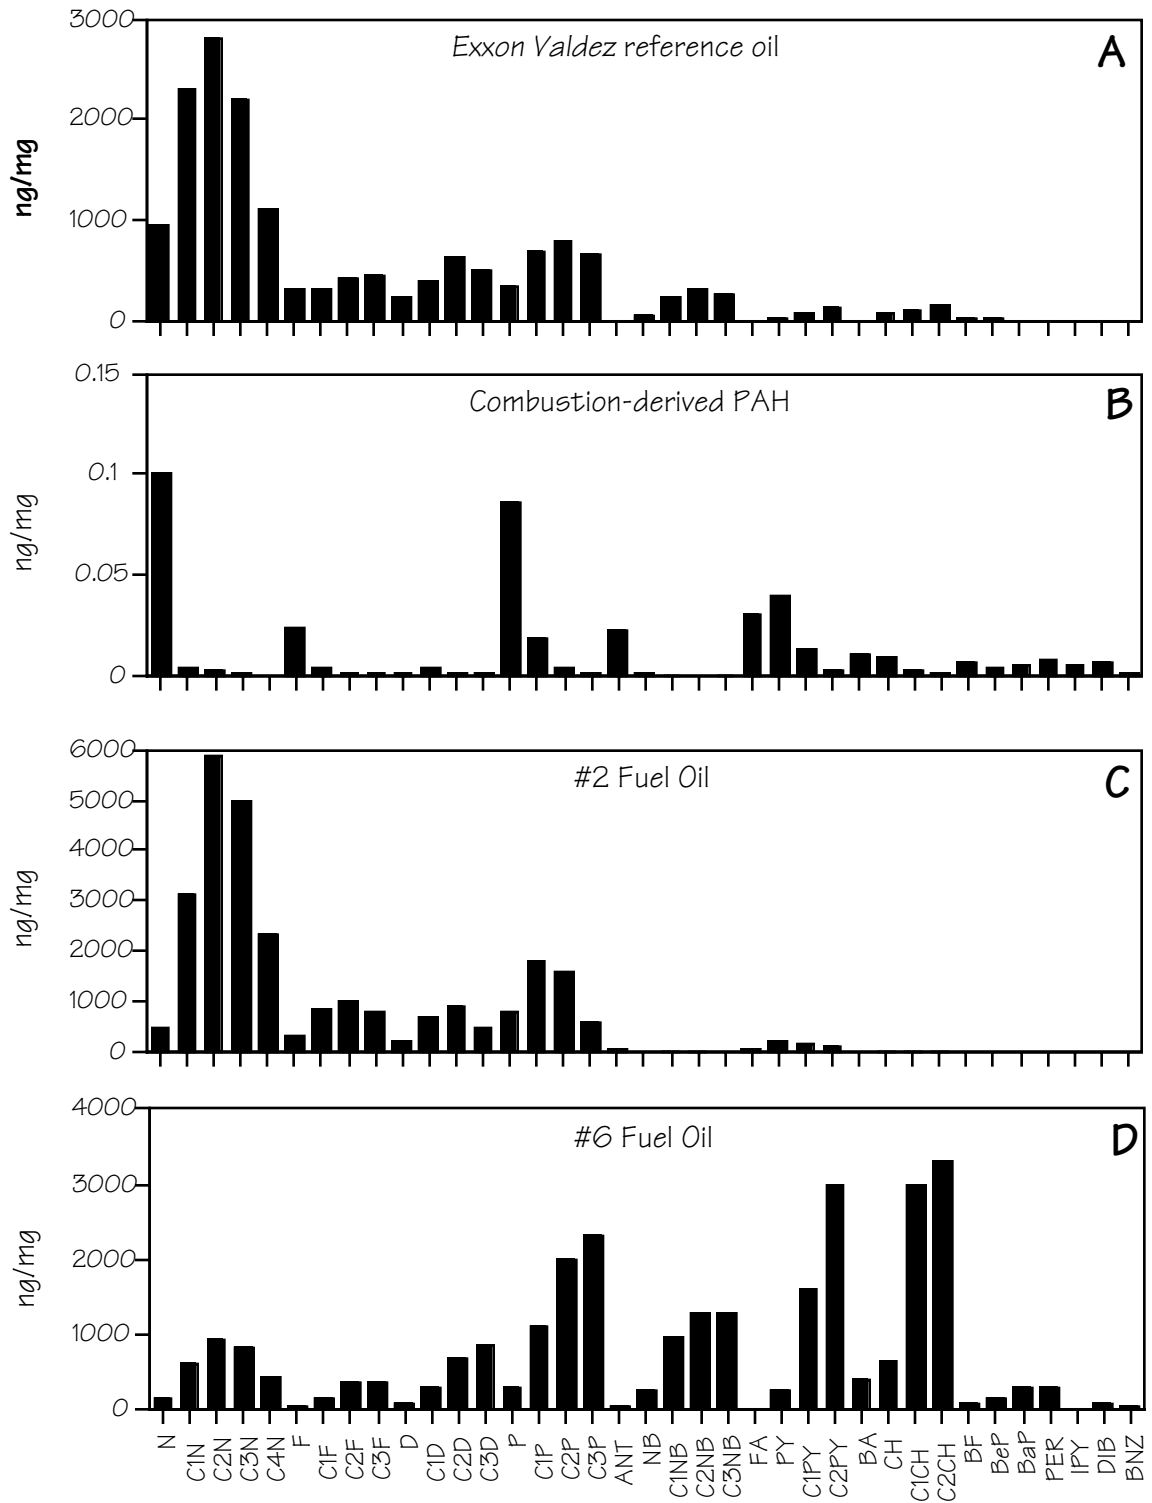 Exxon Valdez reference oil
A
ng/mg
3000
2000
1000
0
Combustion-derived PAH
B
ng/mg
0.15
0.1
0.05
0
#2 Fuel Oil
C
ng/mg
6000
5000
4000
3000
2000
1000
0
#6 Fuel Oil
D
ng/mg
4000
3000
2000
1000
0
N
C1N
C2N
C3N
C4N
F
C1F
C2F
C3F
D
C1D
C2D
C3D
P
C1P
C2P
C3P
ANT
NB
C1NB
C2NB
C3NB
FA
PY
C1PY
C2PY
BA
CH
C1CH
C2CH
BF
BeP
BaP
PER
IPY
DIB
BNZ